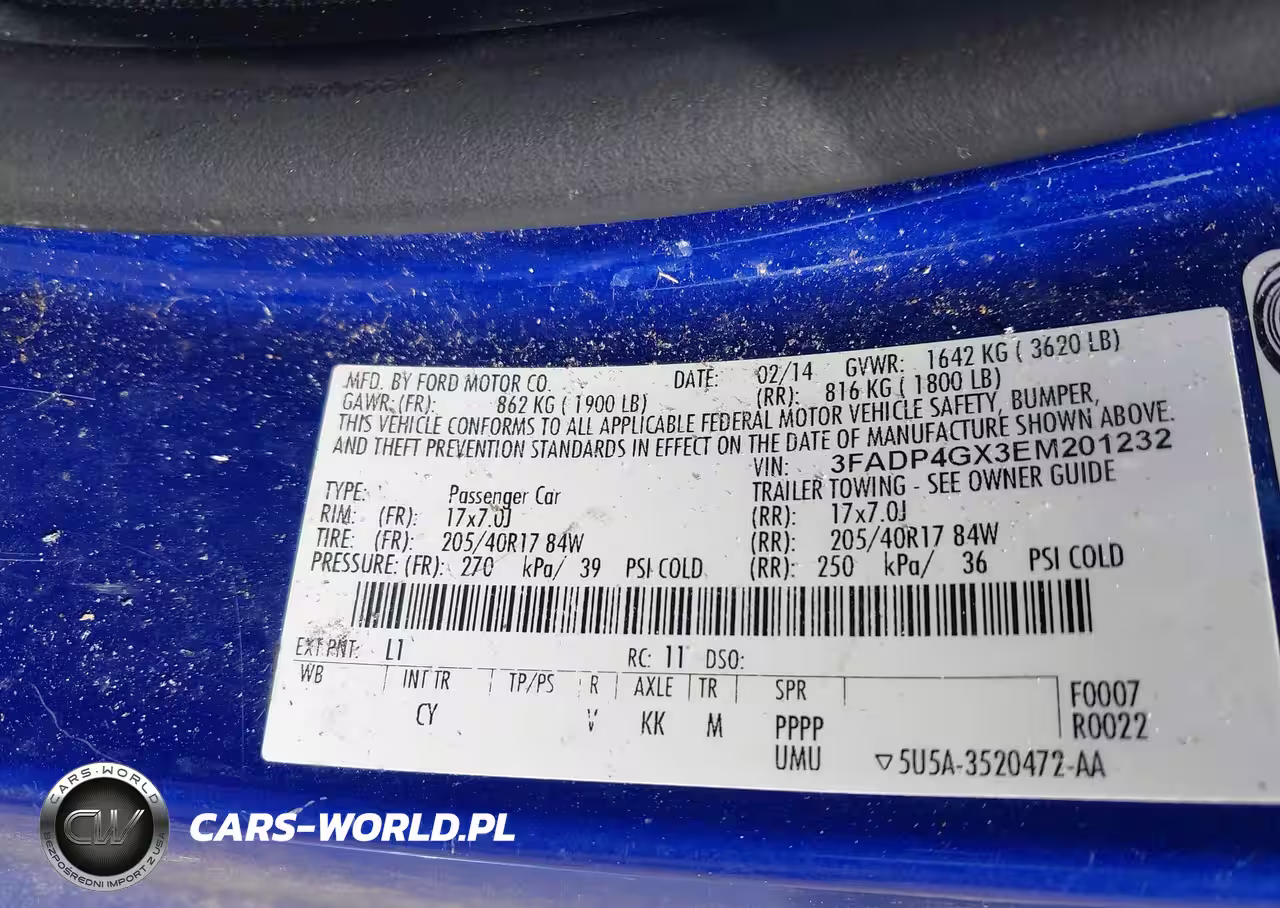 MFD. BY FORD MOTOR CO. DATE: 02/14 GVWR: 1642 KG ( 3620 LB)
GAWR: (FR): 862 KG ( 1900 LB) (RR): 816 KG ( 1800 LB)
THIS VEHICLE CONFORMS TO ALL APPLICABLE FEDERAL MOTOR VEHICLE SAFETY, BUMPER,
AND THEFT PREVENTION STANDARDS IN EFFECT ON THE DATE OF MANUFACTURE SHOWN ABOVE.
VIN: 3FADP4GX3EM201232
TYPE: Passenger Car TRAILER TOWING - SEE OWNER GUIDE
RIM: (FR): 17x7.0J (RR): 17x7.0J
TIRE: (FR): 205/40R17 84W (RR): 205/40R17 84W
PRESSURE: (FR): 270 kPa/ 39 PSI COLD (RR): 250 kPa/ 36 PSI COLD
EXT PNT: L1 RC: 11 DSO:
WB INT TR TP/PS R AXLE TR SPR F0007
CY V KK M PPPP R0022
UMU ▽5U5A-3520472-AA
CARS-WORLD
CW
BEZPOŚREDNI IMPORT Z USA
CARS-WORLD.PL